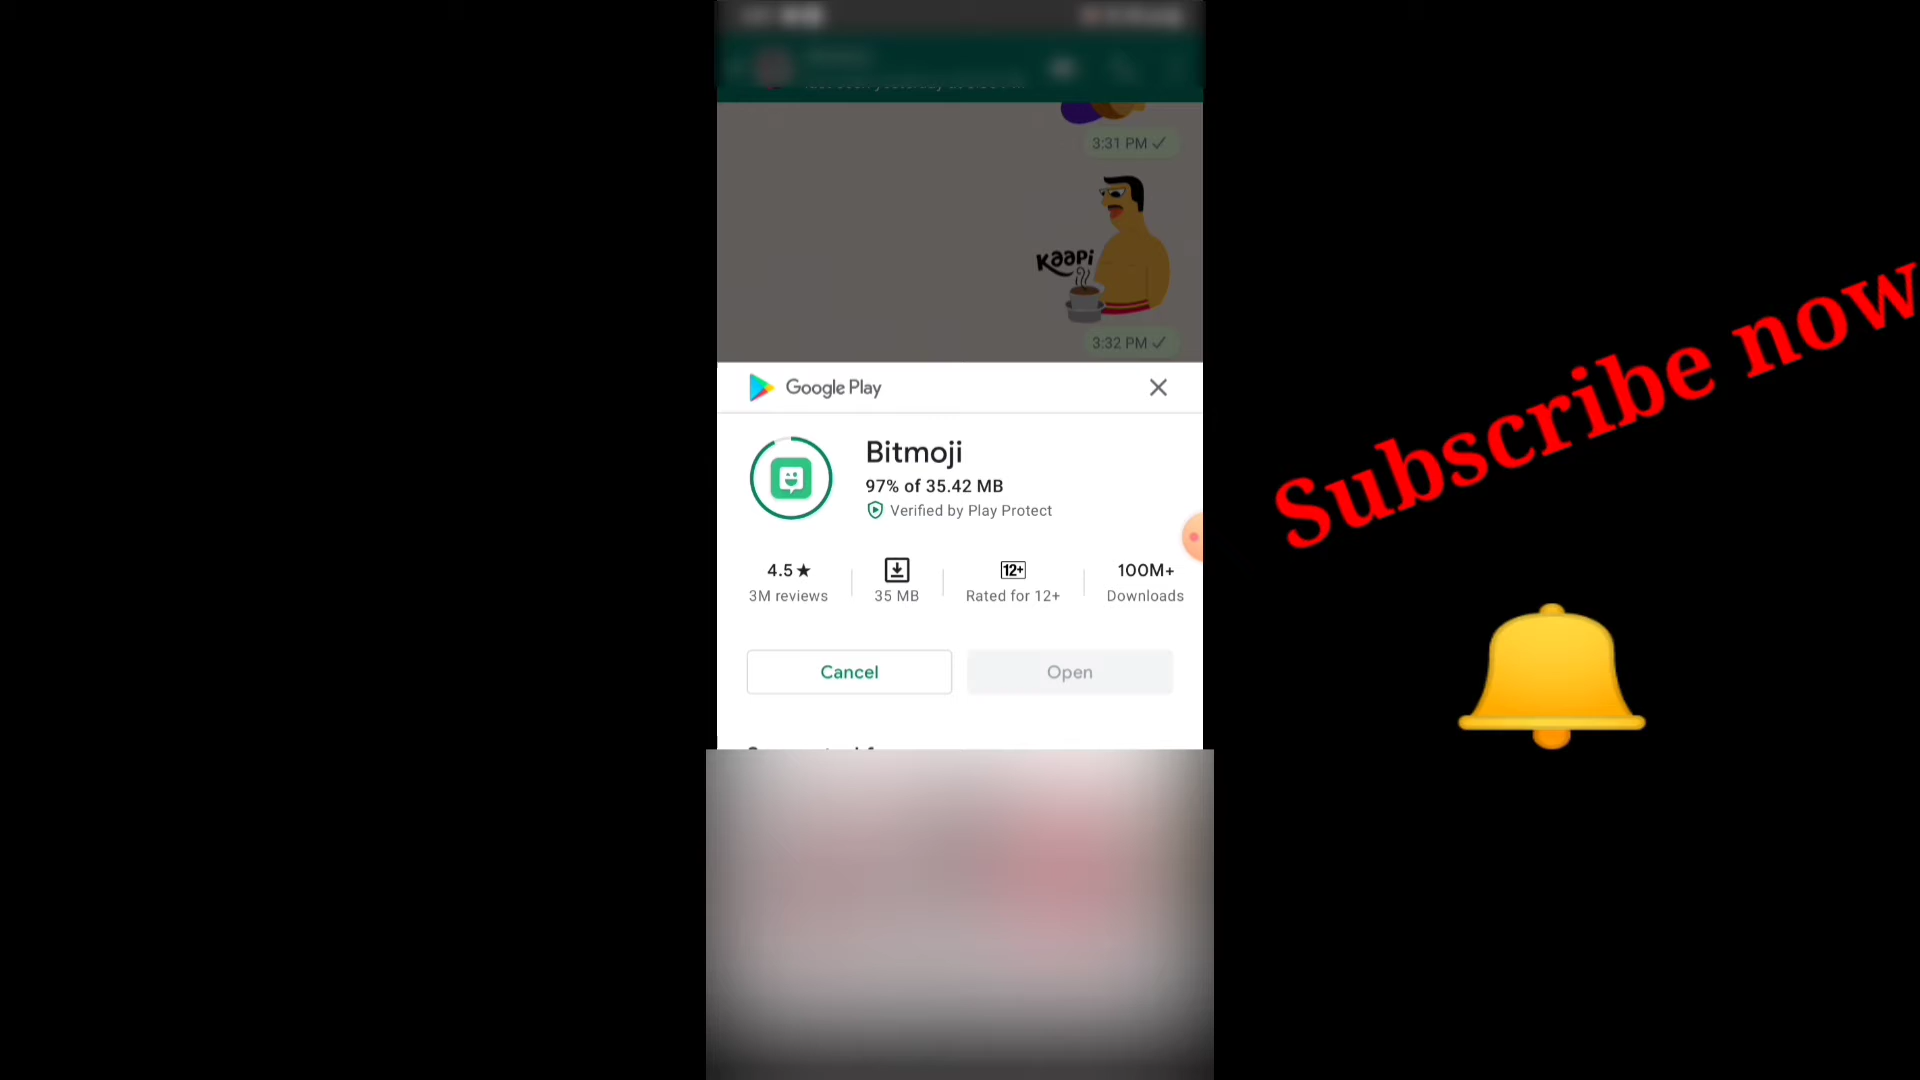 3:31 PM
Kaapi
3:32 PM
Google Play
Bitmoji
97% of 35.42 MB
Verified by Play Protect
4.5★
3M reviews
35 MB
12+
Rated for 12+
100M+
Downloads
Cancel
Open
Subscribe now